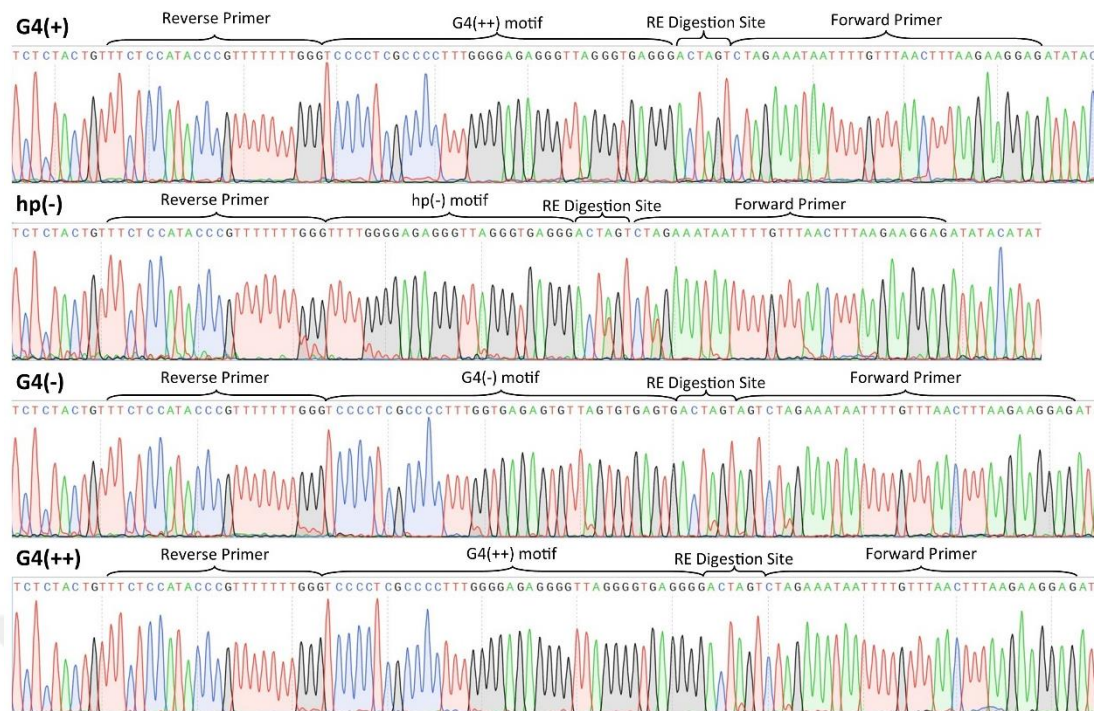 G4(+) Reverse Primer G4(++) motif RE Digestion Site Forward Primer
TCTCTACTGTTTCTCCATACCCGTTTTTTTGGGTCCCCTCGCCCCTTTGGGGAGAGGGTTAGGGTGAGGGACTAGTCTAGAAATAATTTTGTTTAACTTTAAGAAGGAGATATAC
hp(-) Reverse Primer hp(-) motif RE Digestion Site Forward Primer
TCTCTACTGTTTCTCCATACCCGTTTTTTTGGGTTTTGGGGAGAGGGTTAGGGTGAGGGACTAGTCTAGAAATAATTTTGTTTAACTTTAAGAAGGAGATATACATAT
G4(-) Reverse Primer G4(-) motif RE Digestion Site Forward Primer
TCTCTACTGTTTCTCCATACCCGTTTTTTTGGGTCCCCTCGCCCCTTTGGTGAGAGTGTTAGTGTGAGTGACTAGTAGTCTAGAAATAATTTTGTTTAACTTTAAGAAGGAGAT
G4(++) Reverse Primer G4(++) motif RE Digestion Site Forward Primer
TCTCTACTGTTTCTCCATACCCGTTTTTTTGGGTCCCCTCGCCCCTTTGGGGAGAGGGGTTAGGGGTGAGGGGACTAGTCTAGAAATAATTTTGTTTAACTTTAAGAAGGAGAT